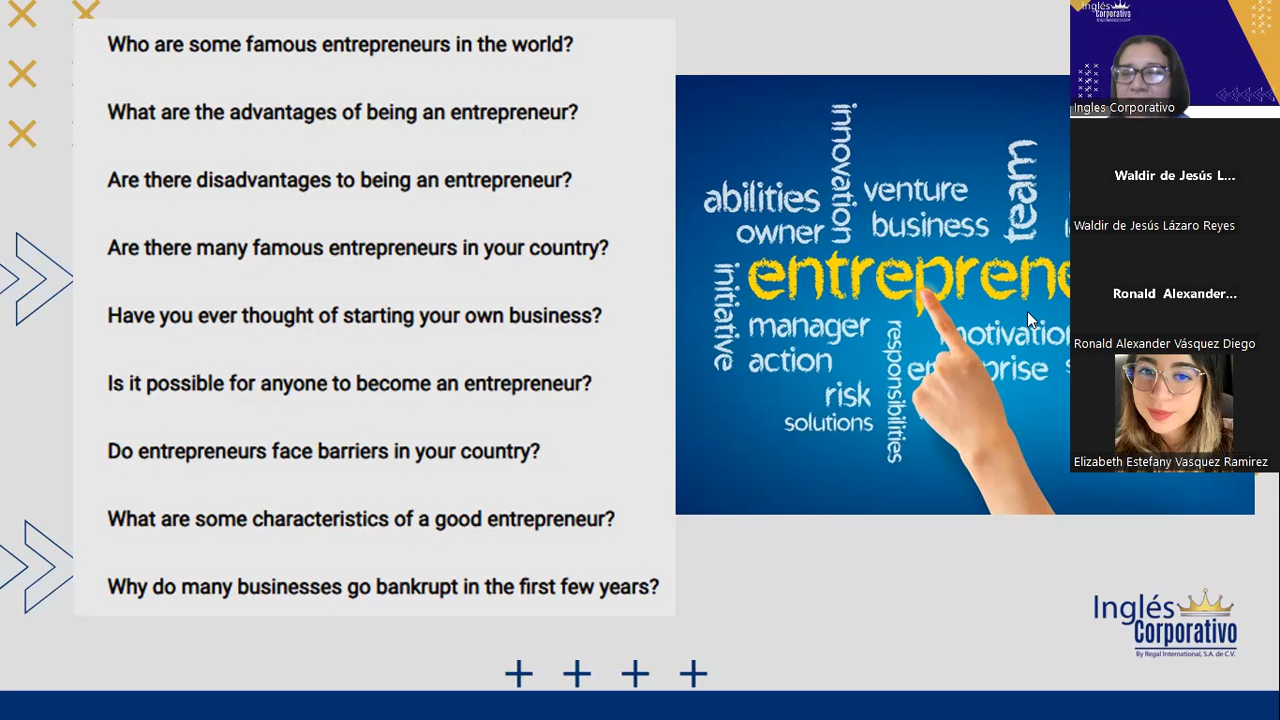 Who are some famous entrepreneurs in the world?
What are the advantages of being an entrepreneur?
Are there disadvantages to being an entrepreneur?
Are there many famous entrepreneurs in your country?
Have you ever thought of starting your own business?
Is it possible for anyone to become an entrepreneur?
Do entrepreneurs face barriers in your country?
What are some characteristics of a good entrepreneur?
Why do many businesses go bankrupt in the first few years?
innovation
team
abilities
venture
owner
business
initiative
entreprene
manager
responsibilities
motivation
action
risk
solutions
Inglés
Corporativo
Ingles Corporativo
Waldir de Jesús L...
Waldir de Jesús Lázaro Reyes
Ronald Alexander...
Ronald Alexander Vásquez Diego
Elizabeth Estefany Vasquez Ramirez
Inglés
Corporativo
By Regal International, S.A. de C.V.